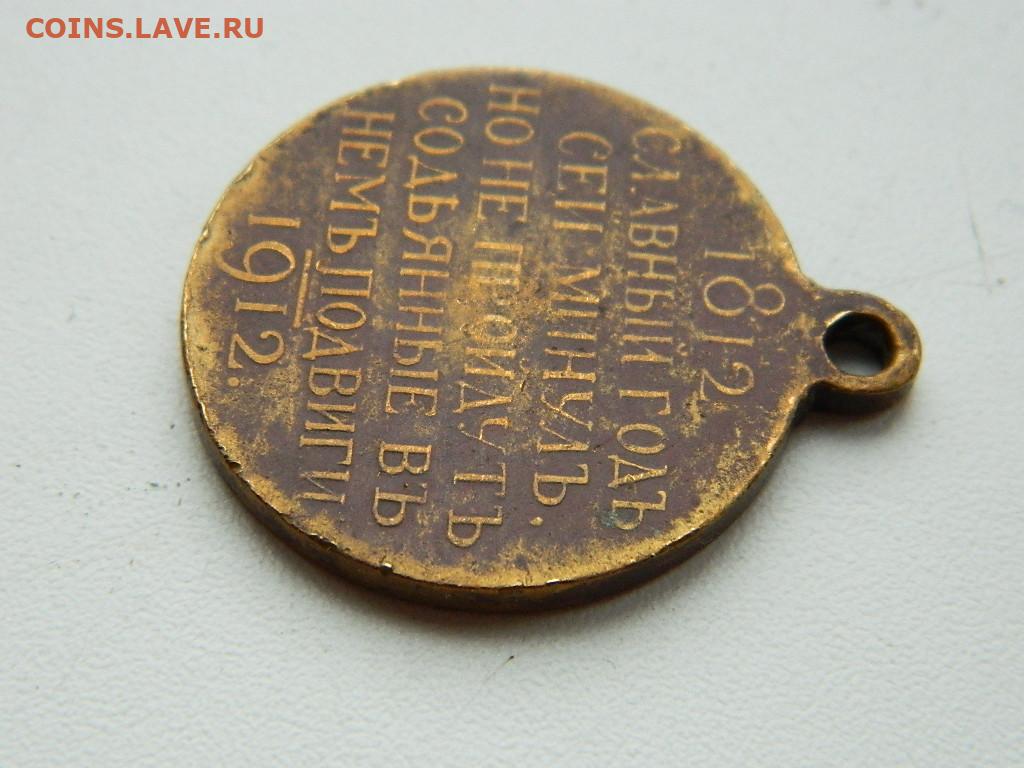 COINS.LAVE.RU
1812
СЛАВНЫЙ ГОДЪ
СЕЙ МИНУЛЪ,
НО НЕ ПРОЙДУТЪ
СОДѢЯННЫЕ ВЪ
НЕМЪ ПОДВИГИ
1912.